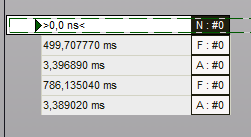 >0,0 ns< N : #0
499,707770 ms F : #0
3,396890 ms A : #0
786,135040 ms F : #0
3,389020 ms A : #0